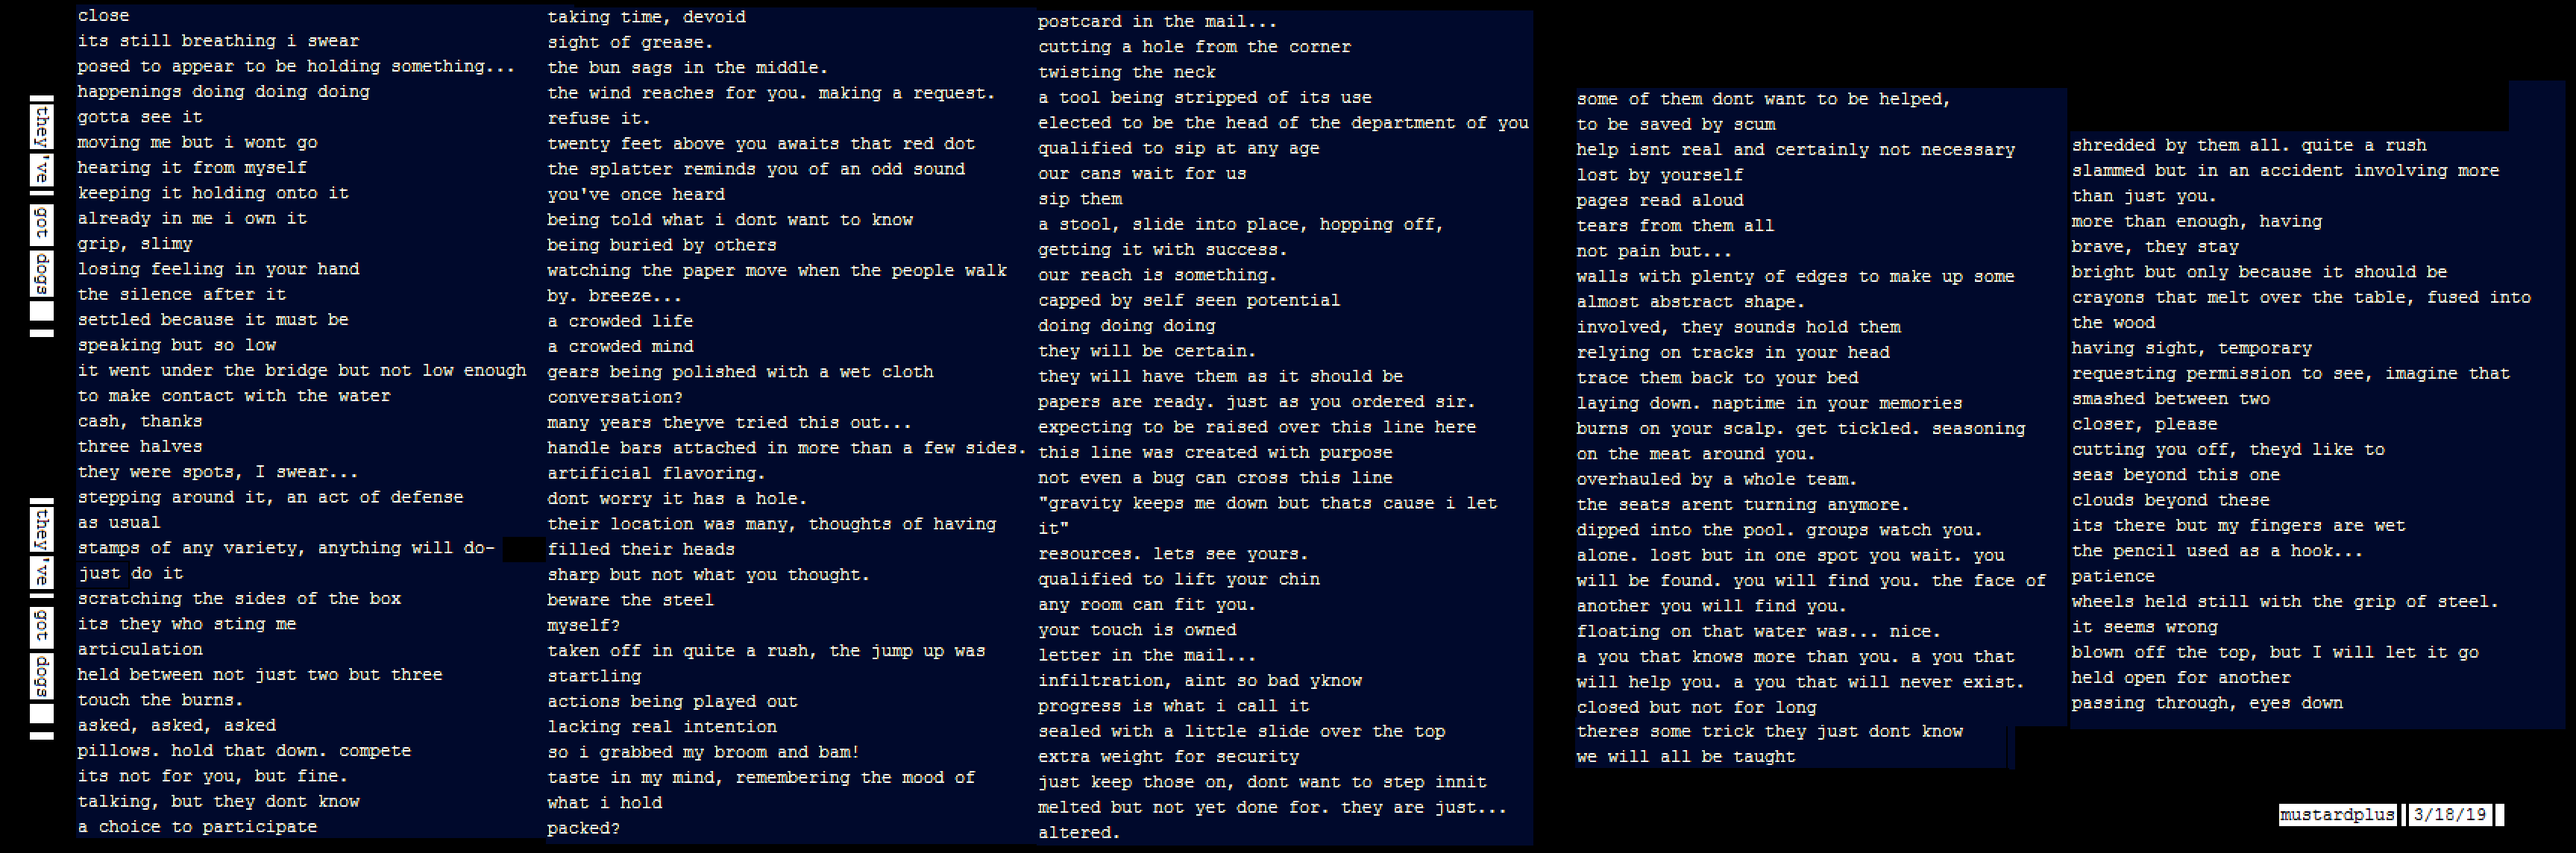 they've got dogs
they've got dogs
close
its still breathing i swear
posed to appear to be holding something...
happenings doing doing doing
gotta see it
moving me but i wont go
hearing it from myself
keeping it holding onto it
already in me i own it
grip, slimy
losing feeling in your hand
the silence after it
settled because it must be
speaking but so low
it went under the bridge but not low enough
to make contact with the water
cash, thanks
three halves
they were spots, I swear...
stepping around it, an act of defense
as usual
stamps of any variety, anything will do-
just do it
scratching the sides of the box
its they who sting me
articulation
held between not just two but three
touch the burns.
asked, asked, asked
pillows. hold that down. compete
its not for you, but fine.
talking, but they dont know
a choice to participate
taking time, devoid
sight of grease.
the bun sags in the middle.
the wind reaches for you. making a request.
refuse it.
twenty feet above you awaits that red dot
the splatter reminds you of an odd sound
you've once heard
being told what i dont want to know
being buried by others
watching the paper move when the people walk
by. breeze...
a crowded life
a crowded mind
gears being polished with a wet cloth
conversation?
many years theyve tried this out...
handle bars attached in more than a few sides.
artificial flavoring.
dont worry it has a hole.
their location was many, thoughts of having
filled their heads
sharp but not what you thought.
beware the steel
myself?
taken off in quite a rush, the jump up was
startling
actions being played out
lacking real intention
so i grabbed my broom and bam!
taste in my mind, remembering the mood of
what i hold
packed?
postcard in the mail...
cutting a hole from the corner
twisting the neck
a tool being stripped of its use
elected to be the head of the department of you
qualified to sip at any age
our cans wait for us
sip them
a stool, slide into place, hopping off,
getting it with success.
our reach is something.
capped by self seen potential
doing doing doing
they will be certain.
they will have them as it should be
papers are ready. just as you ordered sir.
expecting to be raised over this line here
this line was created with purpose
not even a bug can cross this line
"gravity keeps me down but thats cause i let
it"
resources. lets see yours.
qualified to lift your chin
any room can fit you.
your touch is owned
letter in the mail...
infiltration, aint so bad yknow
progress is what i call it
sealed with a little slide over the top
extra weight for security
just keep those on, dont want to step innit
melted but not yet done for. they are just...
altered.
some of them dont want to be helped,
to be saved by scum
help isnt real and certainly not necessary
lost by yourself
pages read aloud
tears from them all
not pain but...
walls with plenty of edges to make up some
almost abstract shape.
involved, they sounds hold them
relying on tracks in your head
trace them back to your bed
laying down. naptime in your memories
burns on your scalp. get tickled. seasoning
on the meat around you.
overhauled by a whole team.
the seats arent turning anymore.
dipped into the pool. groups watch you.
alone. lost but in one spot you wait. you
will be found. you will find you. the face of
another you will find you.
floating on that water was... nice.
a you that knows more than you. a you that
will help you. a you that will never exist.
closed but not for long
theres some trick they just dont know
we will all be taught
shredded by them all. quite a rush
slammed but in an accident involving more
than just you.
more than enough, having
brave, they stay
bright but only because it should be
crayons that melt over the table, fused into
the wood
having sight, temporary
requesting permission to see, imagine that
smashed between two
closer, please
cutting you off, theyd like to
seas beyond this one
clouds beyond these
its there but my fingers are wet
the pencil used as a hook...
patience
wheels held still with the grip of steel.
it seems wrong
blown off the top, but I will let it go
held open for another
passing through, eyes down
mustardplus 3/18/19